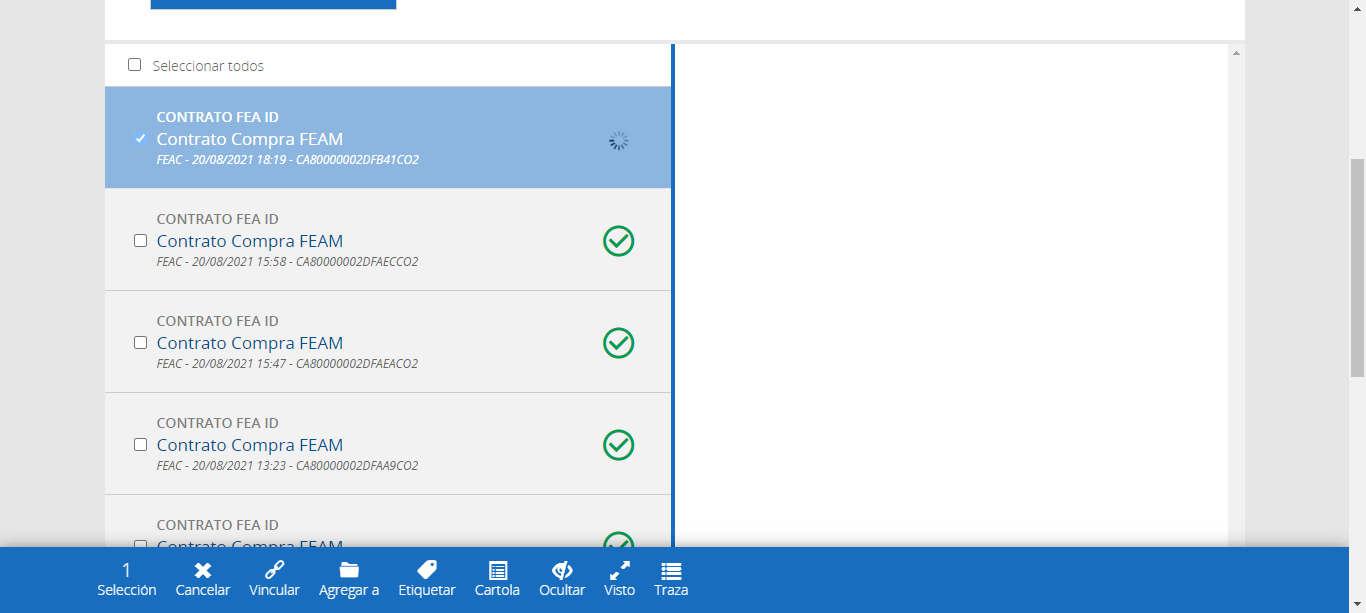 Seleccionar todos
CONTRATO FEA ID
Contrato Compra FEAM
FEAC - 20/08/2021 18:19 - CA80000002DFB41CO2
CONTRATO FEA ID
Contrato Compra FEAM
FEAC - 20/08/2021 15:58 - CA80000002DFAECCO2
CONTRATO FEA ID
Contrato Compra FEAM
FEAC - 20/08/2021 15:47 - CA80000002DFAEACO2
CONTRATO FEA ID
Contrato Compra FEAM
FEAC - 20/08/2021 13:23 - CA80000002DFAA9CO2
CONTRATO FEA ID
Contrato Compra FEAM
1
Selección Cancelar Vincular Agregar a Etiquetar Cartola Ocultar Visto Traza